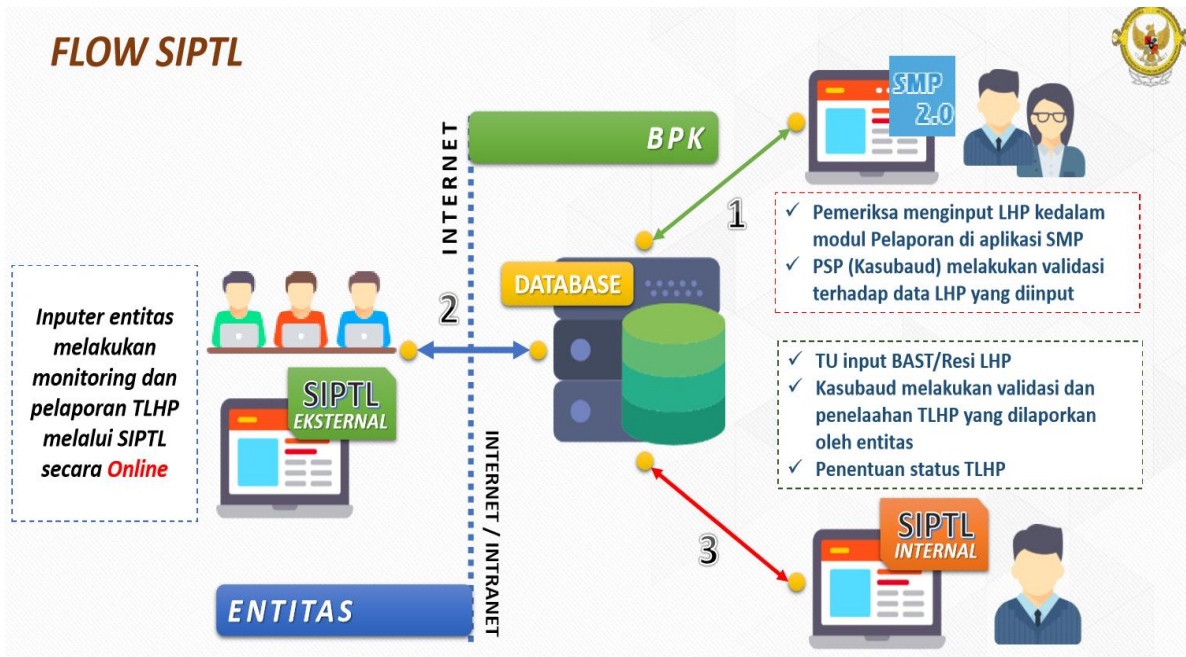 FLOW SIPTL
SMP
2.0
INTERNET
BPK
1
✓ Pemeriksa menginput LHP kedalam
modul Pelaporan di aplikasi SMP
✓ PSP (Kasubaud) melakukan validasi
terhadap data LHP yang diinput
DATABASE
2
Inputer entitas
melakukan
monitoring dan
pelaporan TLHP
melalui SIPTL
secara Online
SIPTL
EKSTERNAL
✓ TU input BAST/Resi LHP
✓ Kasubaud melakukan validasi dan
penelaahan TLHP yang dilaporkan
oleh entitas
✓ Penentuan status TLHP
INTERNET / INTRANET
3
SIPTL
INTERNAL
ENTITAS